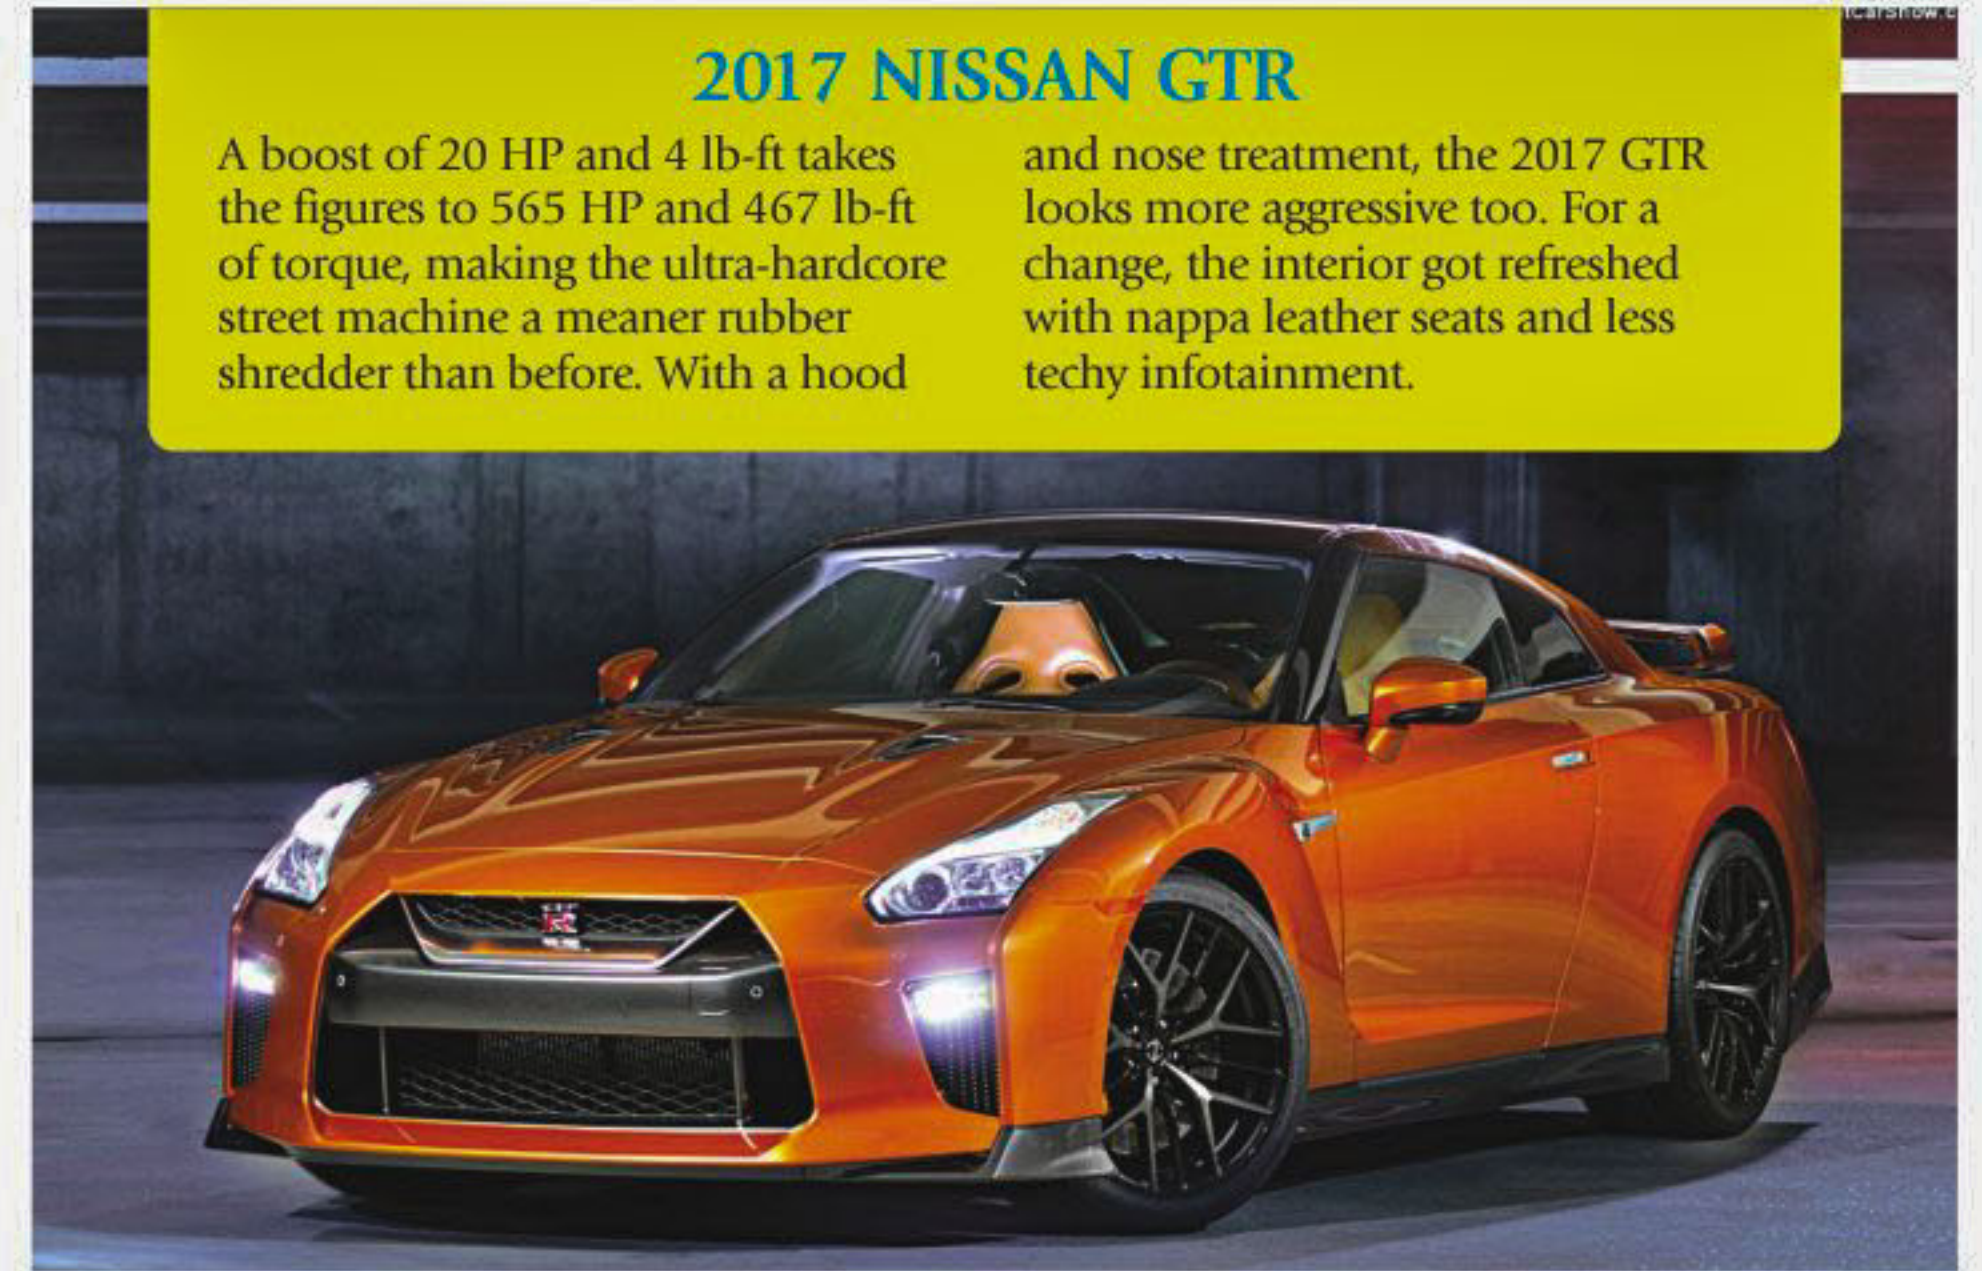 2017 NISSAN GTR
A boost of 20 HP and 4 lb-ft takes
the figures to 565 HP and 467 lb-ft
of torque, making the ultra-hardcore
street machine a meaner rubber
shredder than before. With a hood
and nose treatment, the 2017 GTR
looks more aggressive too. For a
change, the interior got refreshed
with nappa leather seats and less
techy infotainment.